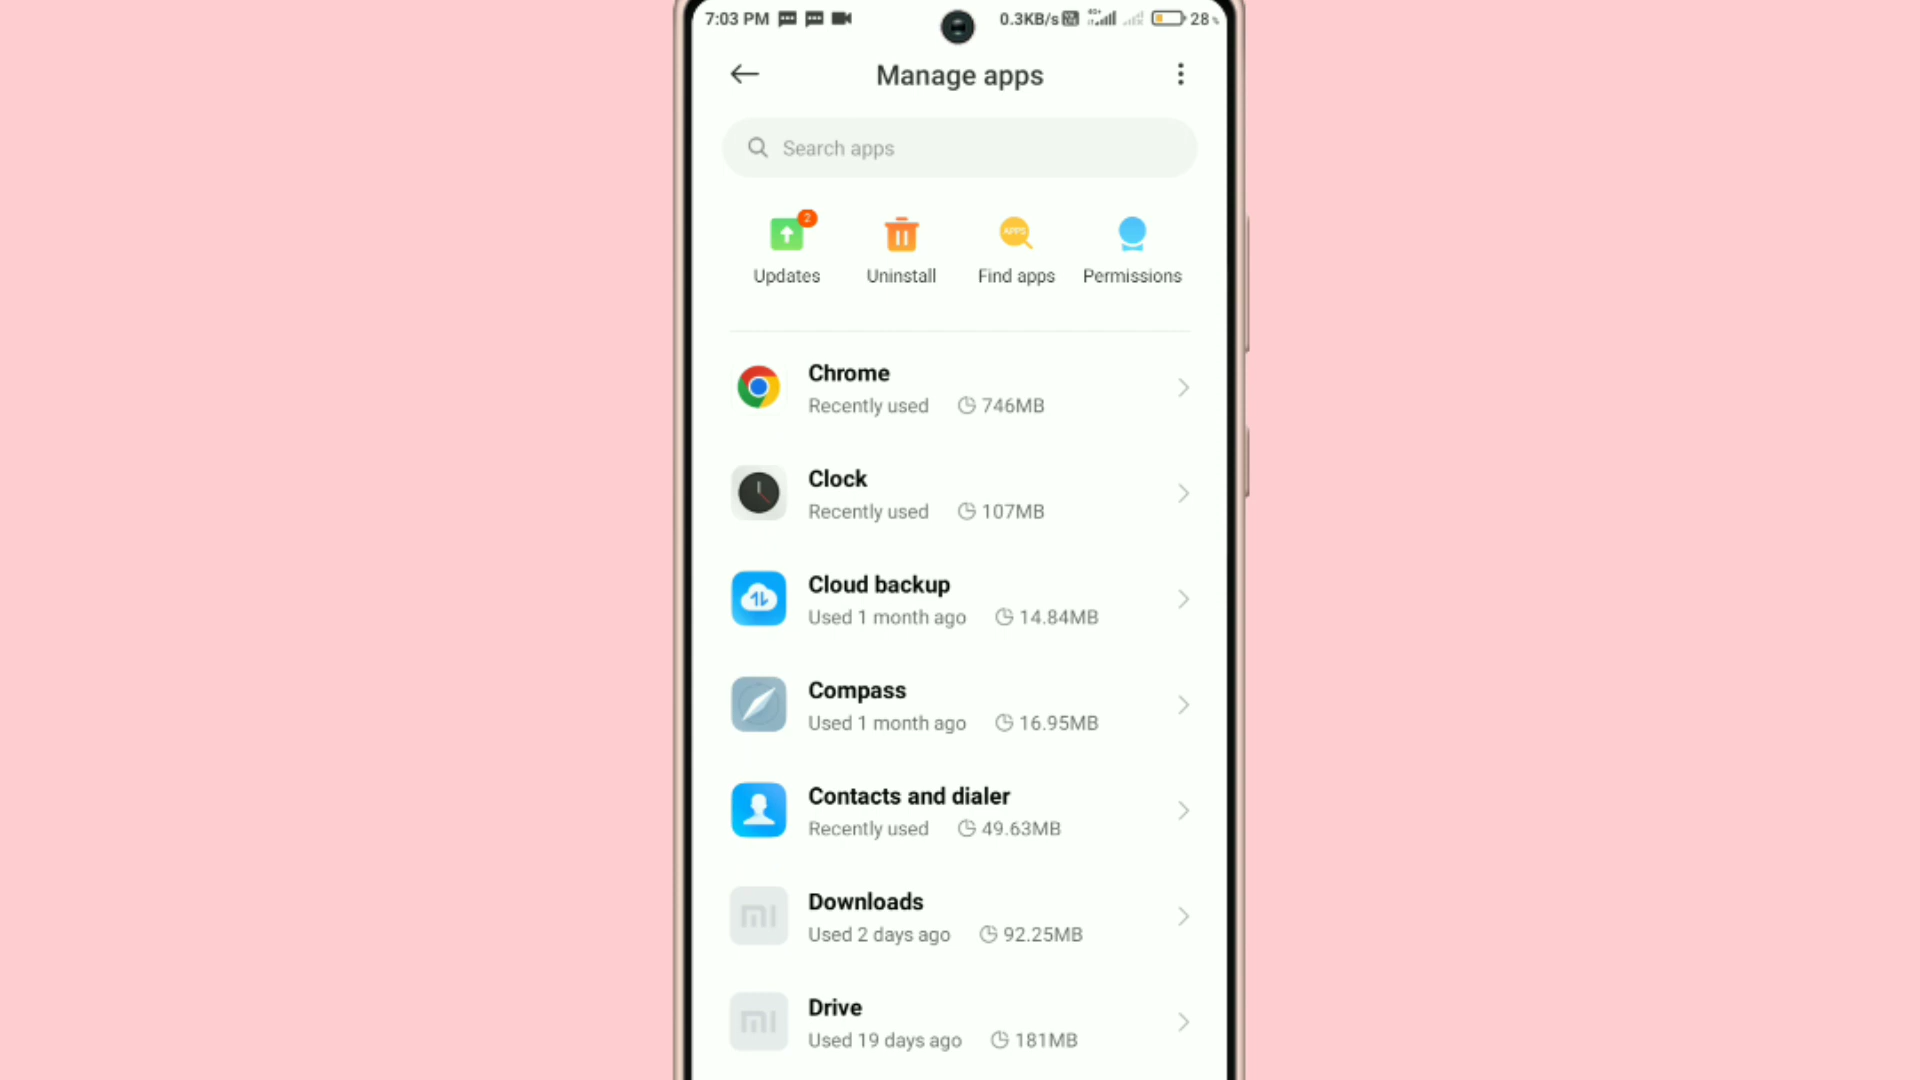 7:03 PM 0.3KB/s 28
Manage apps
Search apps
2
APPS
Updates Uninstall Find apps Permissions
Chrome
Recently used 746MB
Clock
Recently used 107MB
Cloud backup
Used 1 month ago 14.84MB
Compass
Used 1 month ago 16.95MB
Contacts and dialer
Recently used 49.63MB
Downloads
Used 2 days ago 92.25MB
Drive
Used 19 days ago 181MB